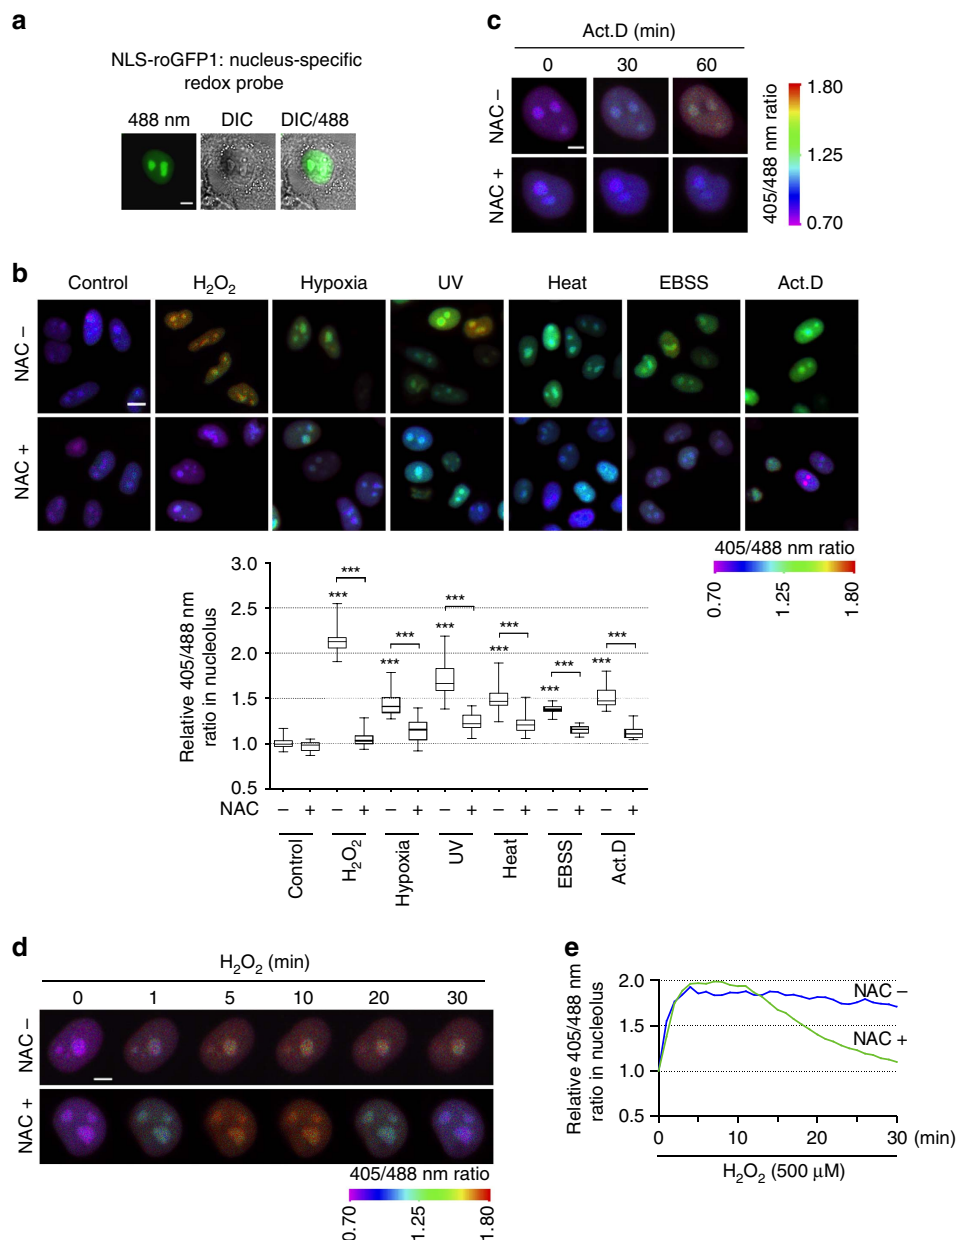 a
NLS-roGFP1: nucleus-specific
redox probe
488 nm DIC DIC/488
c
Act.D (min)
0 30 60
NAC –
NAC +
405/488 nm ratio
1.80
1.25
0.70
b
Control H₂O₂ Hypoxia UV Heat EBSS Act.D
NAC –
NAC +
405/488 nm ratio
0.70 1.25 1.80
Relative 405/488 nm
ratio in nucleolus
3.0
2.5
2.0
1.5
1.0
0.5
*** *** *** *** *** ***
*** *** *** *** *** ***
NAC – + – + – + – + – + – + – +
Control H₂O₂ Hypoxia UV Heat EBSS Act.D
d
H₂O₂ (min)
0 1 5 10 20 30
NAC –
NAC +
405/488 nm ratio
0.70 1.25 1.80
e
Relative 405/488 nm
ratio in nucleolus
2.0
1.5
1.0
0.5
NAC –
NAC +
0 10 20 30 (min)
H₂O₂ (500 µM)